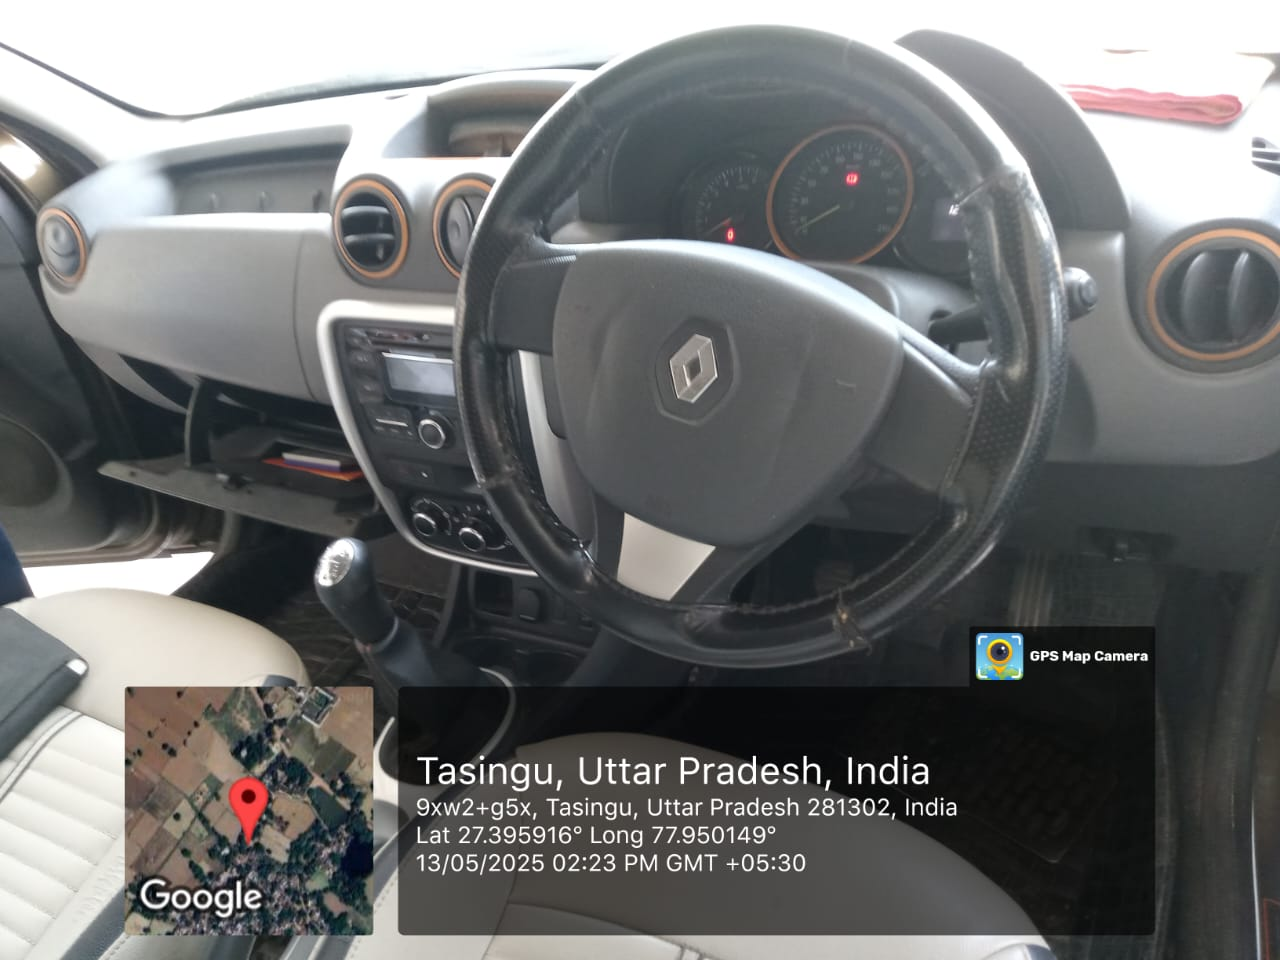 GPS Map Camera
Tasingu, Uttar Pradesh, India
9xw2+g5x, Tasingu, Uttar Pradesh 281302, India
Lat 27.395916° Long 77.950149°
13/05/2025 02:23 PM GMT +05:30
Google